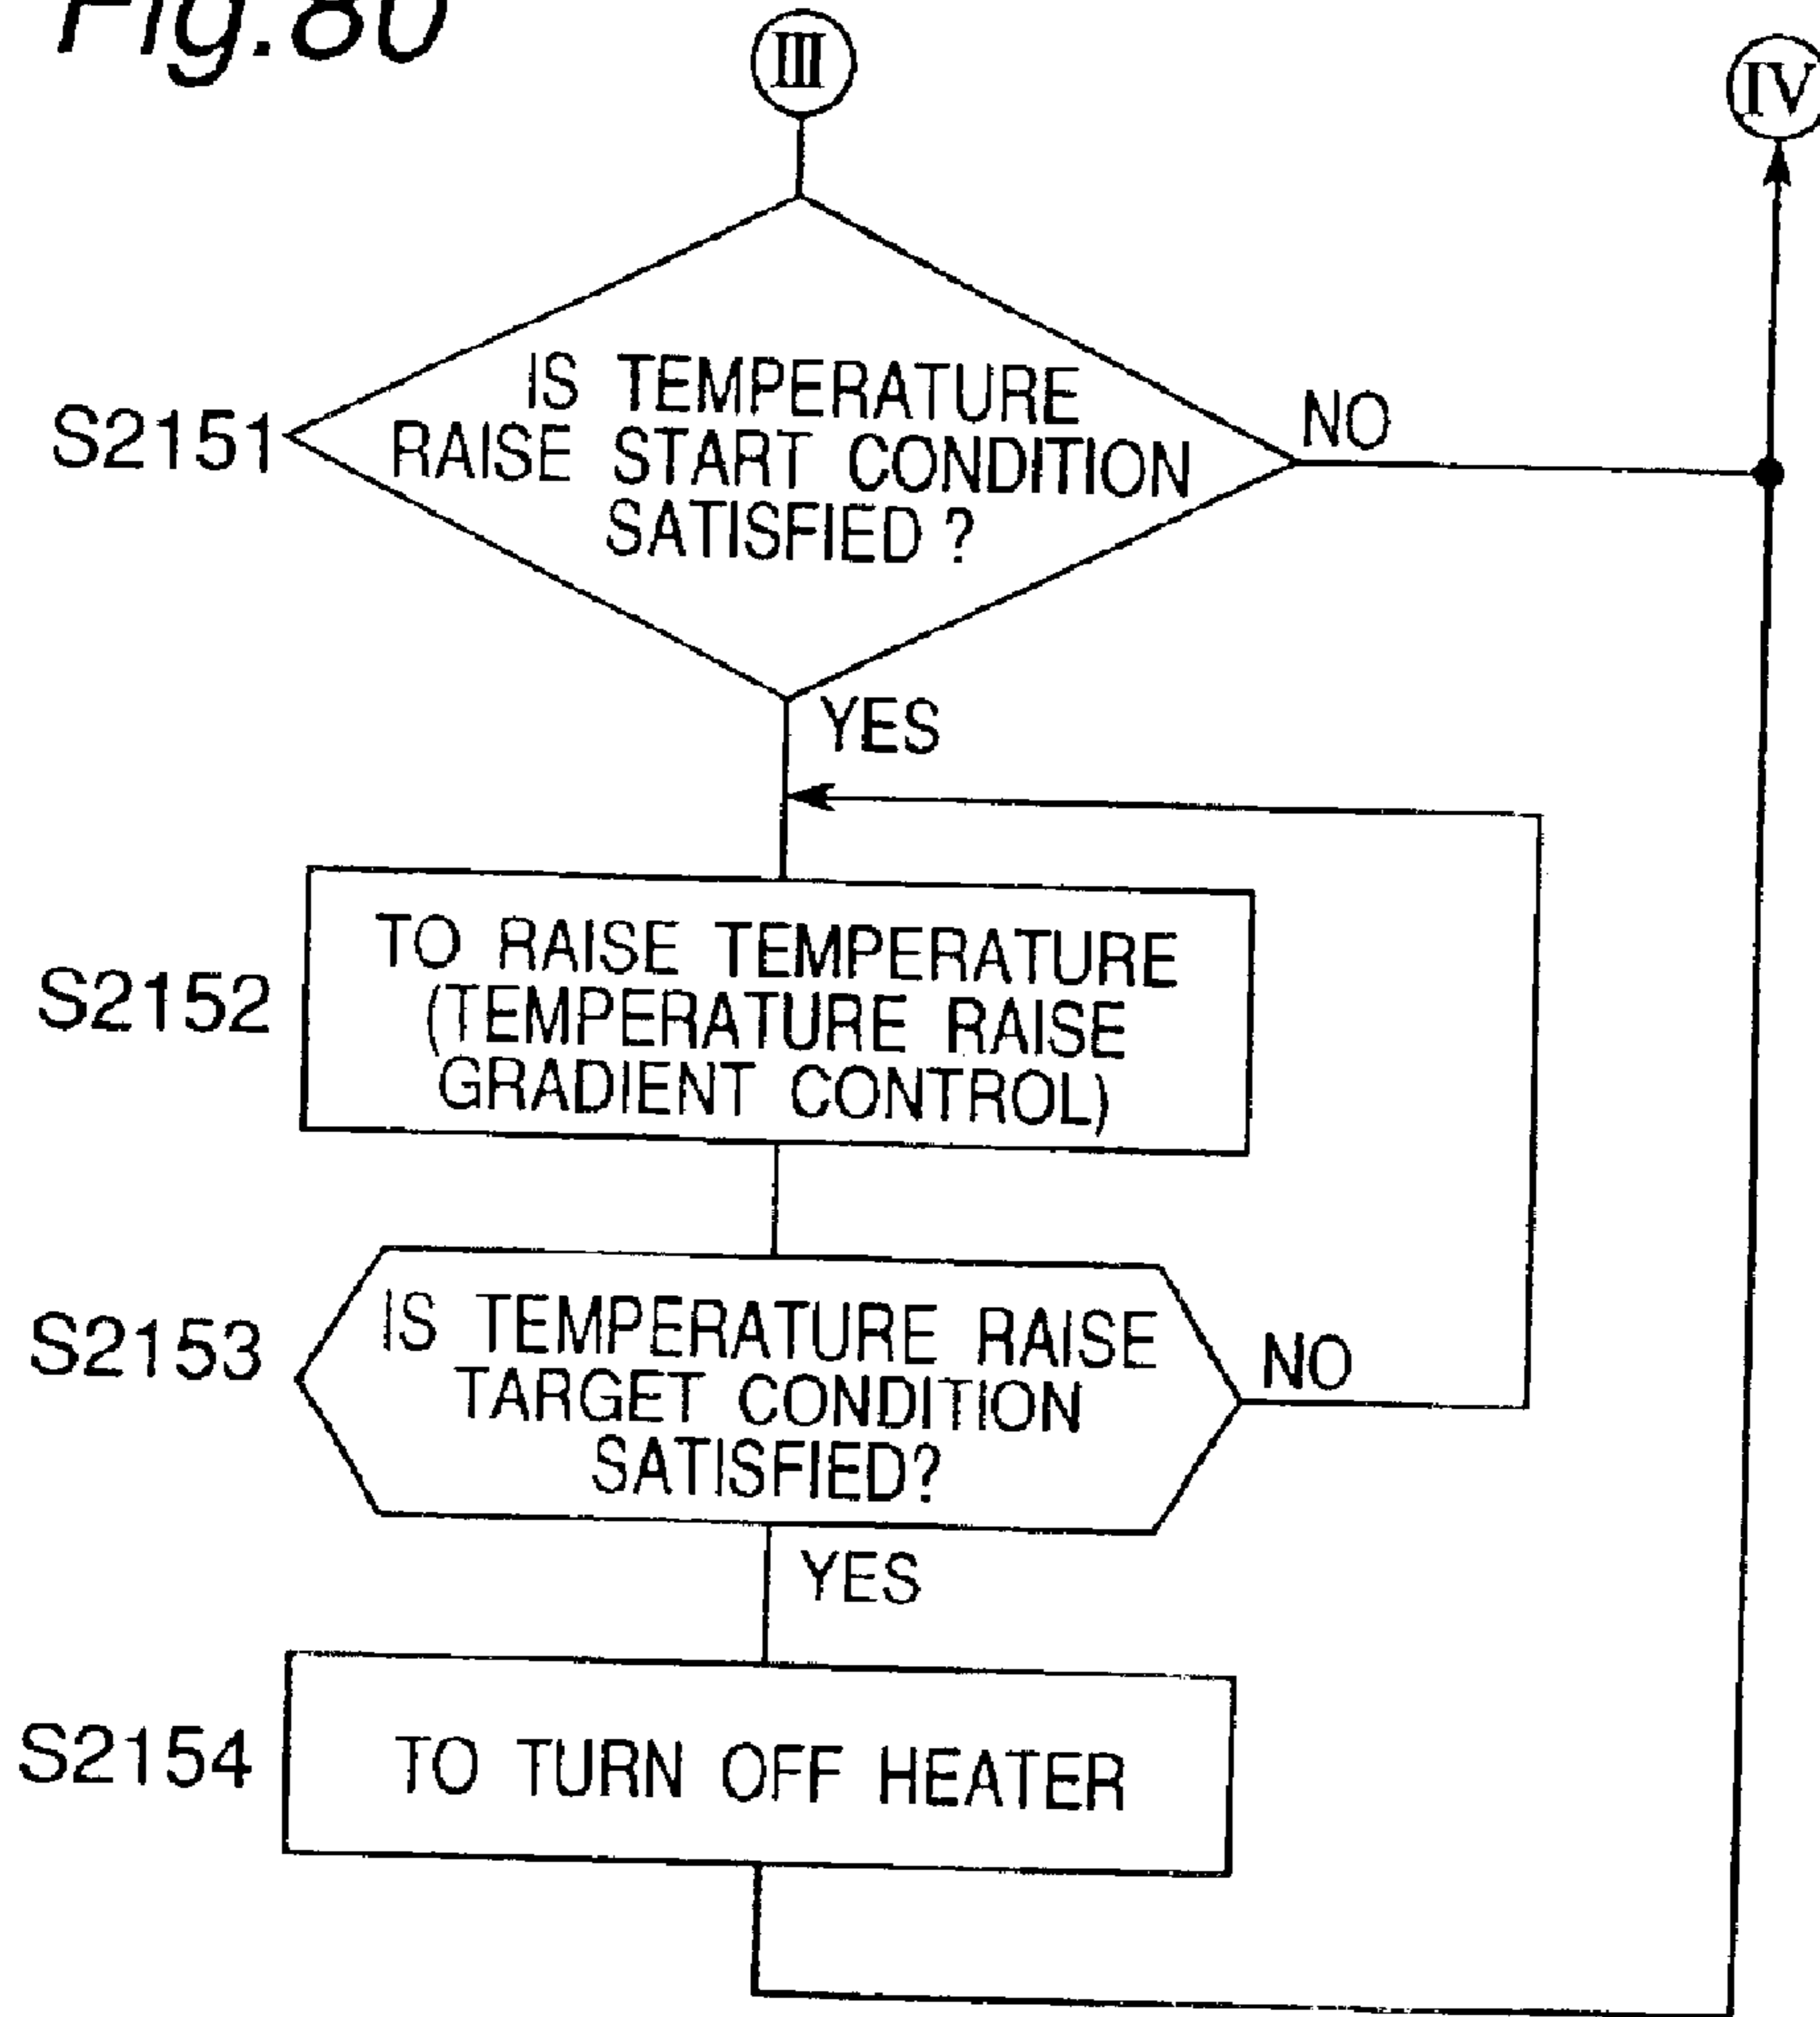 Fig.80
III
IV
S2151
IS TEMPERATURE
RAISE START CONDITION
SATISFIED ?
NO
YES
S2152
TO RAISE TEMPERATURE
(TEMPERATURE RAISE
GRADIENT CONTROL)
S2153
IS TEMPERATURE RAISE
TARGET CONDITION
SATISFIED?
NO
YES
S2154
TO TURN OFF HEATER